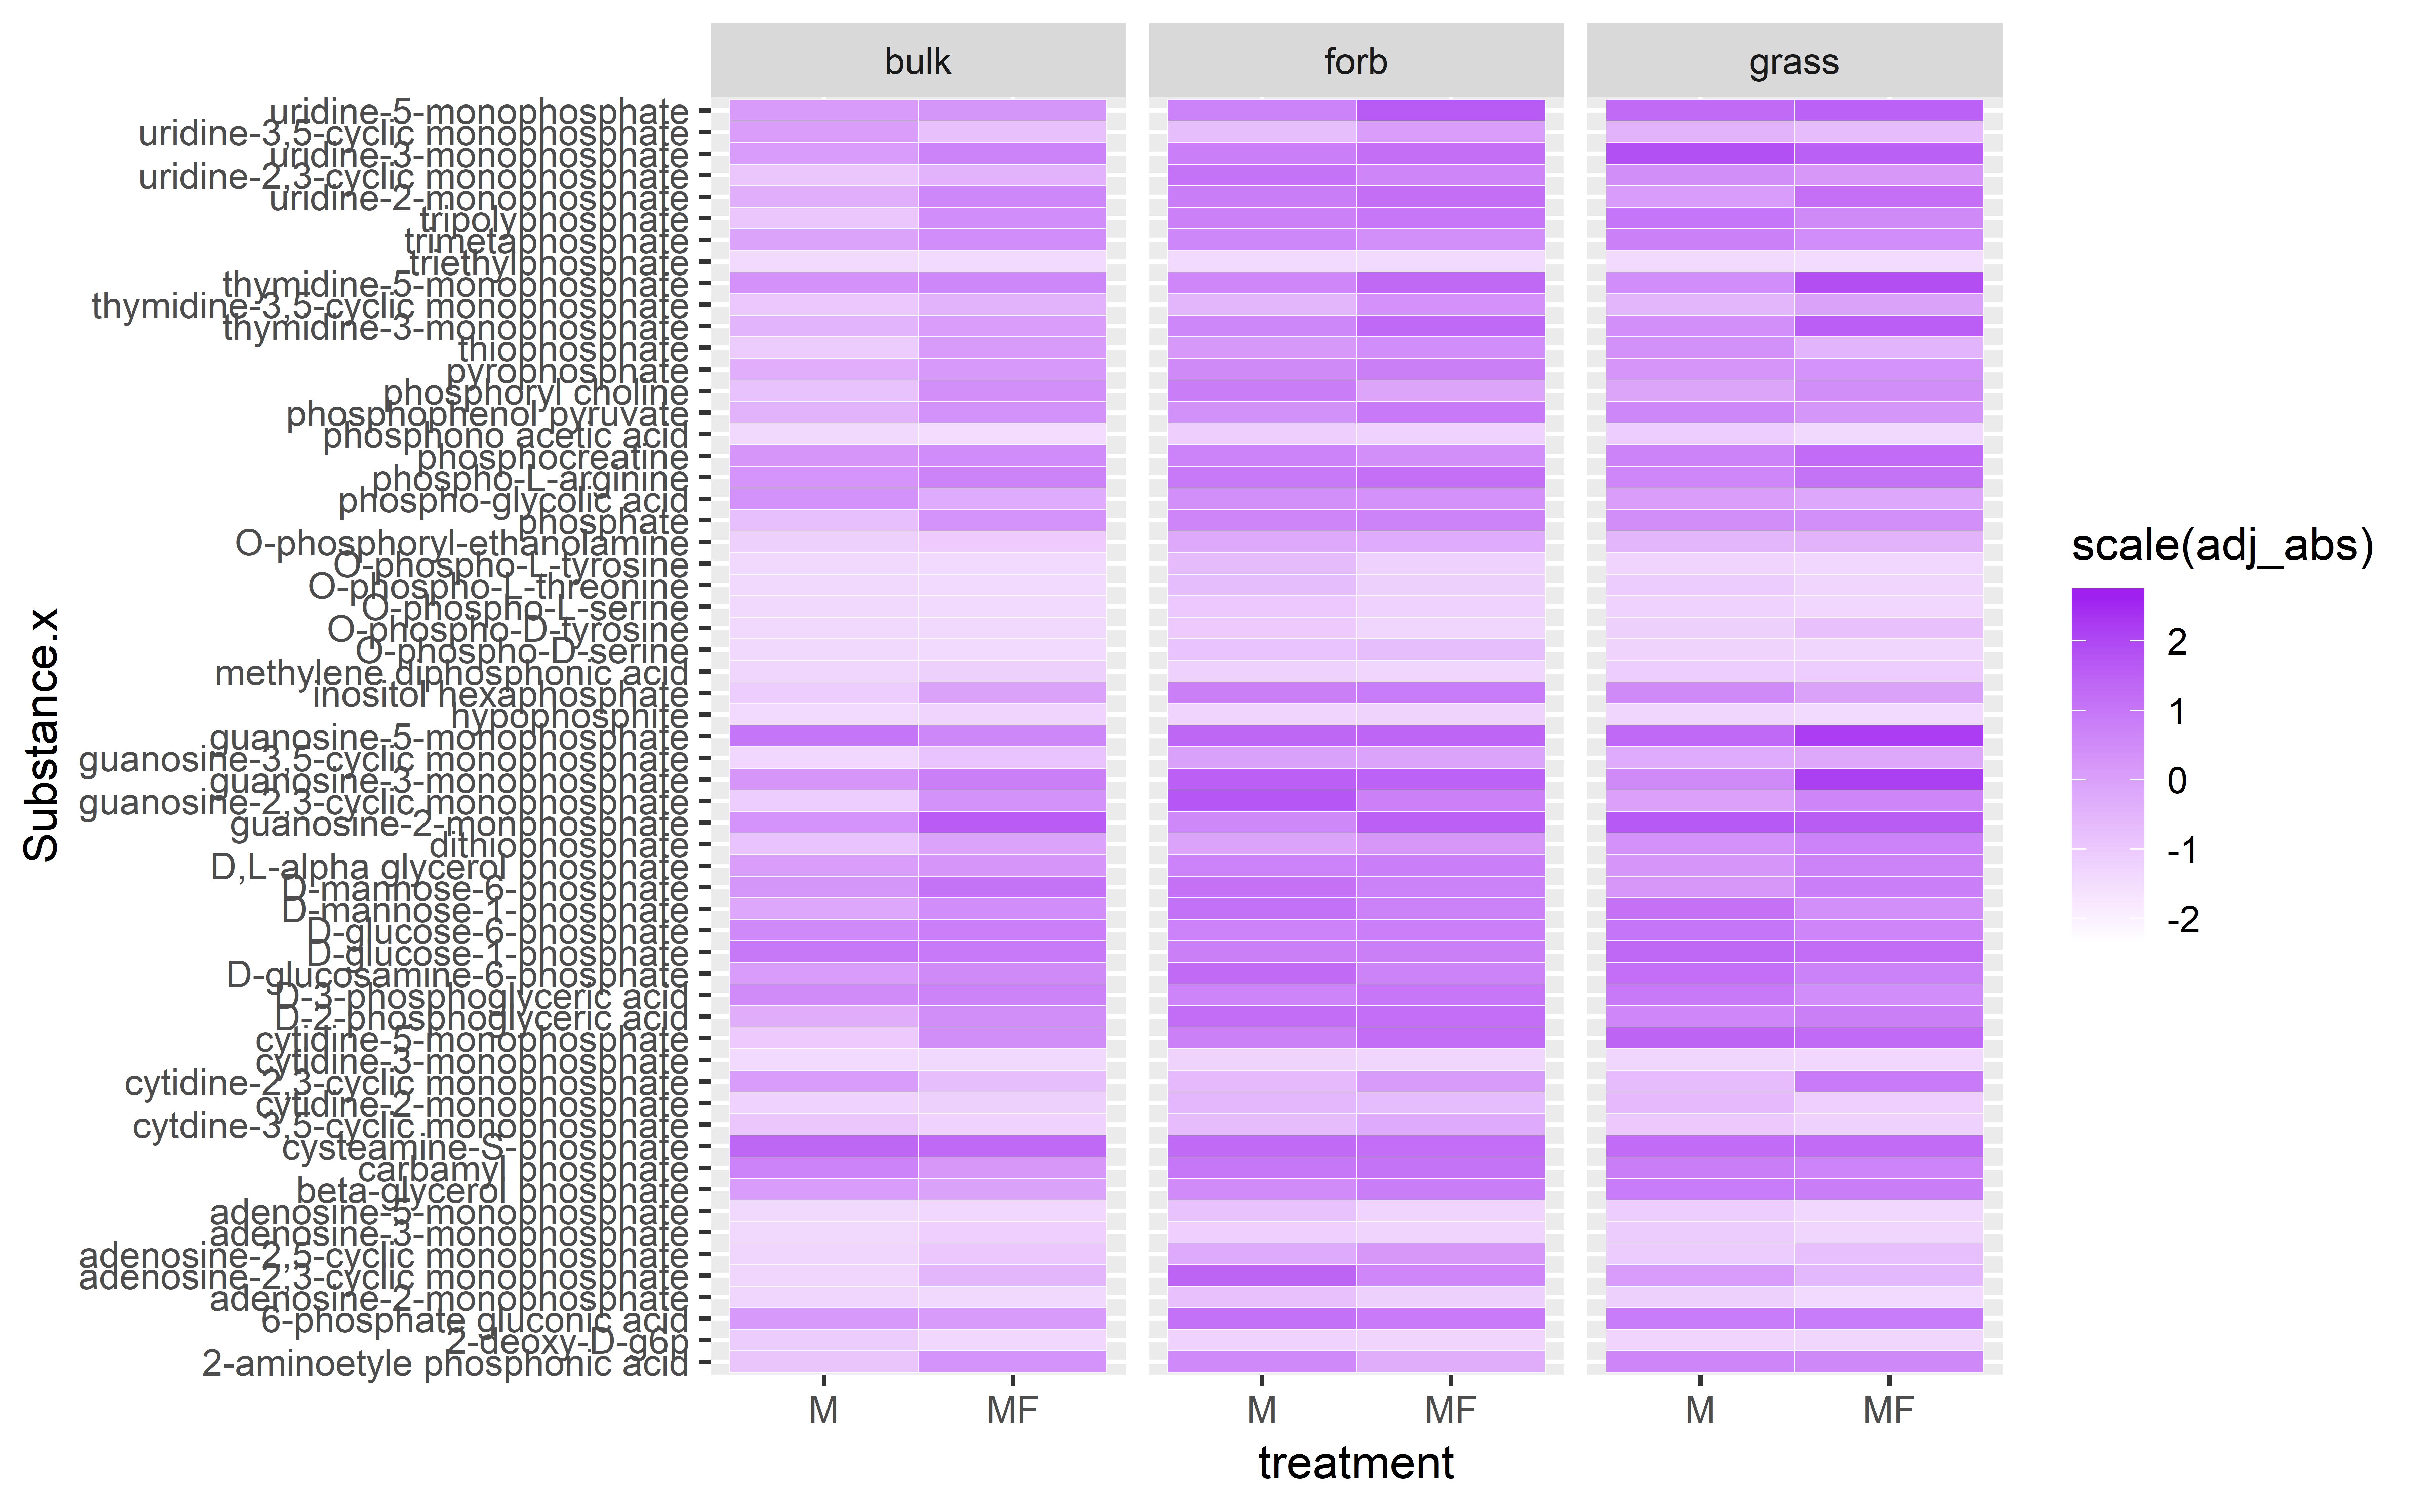 bulk forb grass
uridine-5-monophosphate
uridine-3,5-cyclic monophosphate
uridine-3-monophosphate
uridine-2,3-cyclic monophosphate
uridine-2-monophosphate
tripolyphosphate
trimetaphosphate
triethylphosphate
thymidine-5-monophosphate
thymidine-3,5-cyclic monophosphate
thymidine-3-monophosphate
thiophosphate
pyrophosphate
phosphoryl choline
phosphophenol pyruvate
phosphono acetic acid
phosphocreatine
phospho-L-arginine
phospho-glycolic acid
phosphate
O-phosphoryl-ethanolamine
O-phospho-L-tyrosine
O-phospho-L-threonine
O-phospho-L-serine
O-phospho-D-tyrosine
O-phospho-D-serine
methylene diphosphonic acid
inositol hexaphosphate
hypophosphite
guanosine-5-monophosphate
guanosine-3,5-cyclic monophosphate
guanosine-3-monophosphate
guanosine-2,3-cyclic monophosphate
guanosine-2-monphosphate
dithiophosphate
D,L-alpha glycerol phosphate
D-mannose-6-phosphate
D-mannose-1-phosphate
D-glucose-6-phosphate
D-glucose-1-phosphate
D-glucosamine-6-phosphate
D-3-phosphoglyceric acid
D-2-phosphoglyceric acid
cytidine-5-monophosphate
cytidine-3-monophosphate
cytidine-2,3-cyclic monophosphate
cytidine-2-monophosphate
cytdine-3,5-cyclic monophosphate
cysteamine-S-phosphate
carbamyl phosphate
beta-glycerol phosphate
adenosine-5-monophosphate
adenosine-3-monophosphate
adenosine-2,5-cyclic monophosphate
adenosine-2,3-cyclic monophosphate
adenosine-2-monophosphate
6-phosphate gluconic acid
2-deoxy-D-g6p
2-aminoetyle phosphonic acid
Substance.x
M MF M MF M MF
treatment
scale(adj_abs)
2
1
0
-1
-2